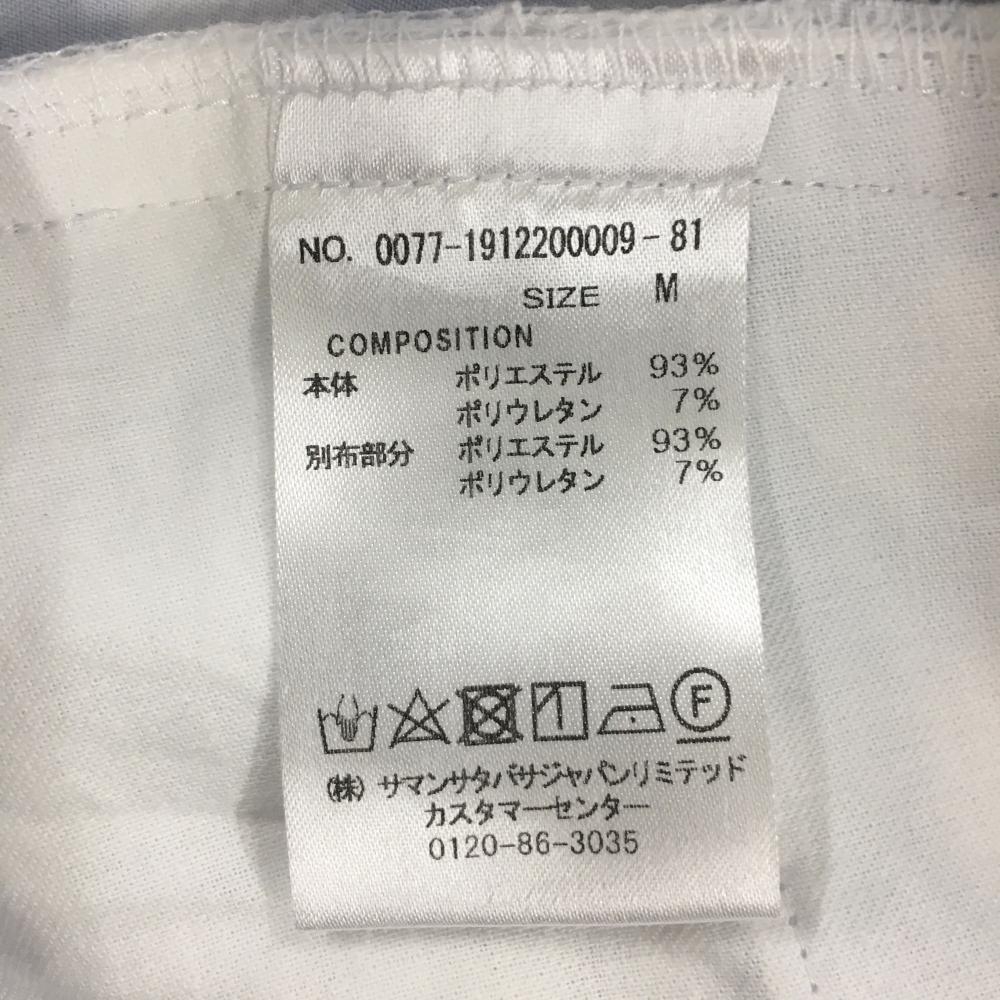 NO. 0077-1912200009-81
SIZE M
COMPOSITION
本体 ポリエステル 93%
ポリウレタン 7%
別布部分 ポリエステル 93%
ポリウレタン 7%
F
(株) サマンサタバサジャパンリミテッド
カスタマーセンター
0120-86-3035